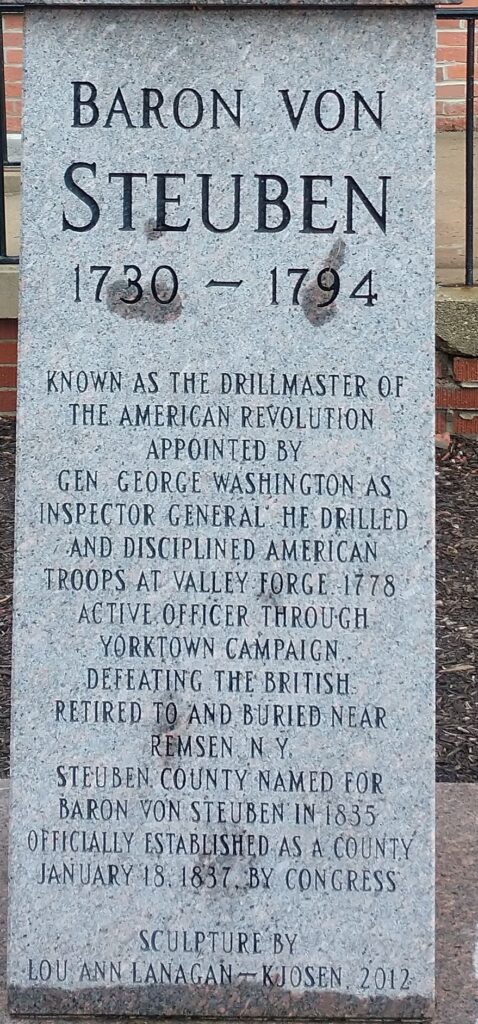 BARON VON
STEUBEN
1730 – 1794
KNOWN AS THE DRILLMASTER OF
THE AMERICAN REVOLUTION
APPOINTED BY
GEN. GEORGE WASHINGTON AS
INSPECTOR GENERAL. HE DRILLED
AND DISCIPLINED AMERICAN
TROOPS AT VALLEY FORGE, 1778
ACTIVE OFFICER THROUGH
YORKTOWN CAMPAIGN,
DEFEATING THE BRITISH.
RETIRED TO AND BURIED NEAR
REMSEN, N.Y.
STEUBEN COUNTY NAMED FOR
BARON VON STEUBEN IN 1835
OFFICIALLY ESTABLISHED AS A COUNTY
JANUARY 18, 1837, BY CONGRESS
SCULPTURE BY
LOU ANN LANAGAN–KJOSEN, 2012